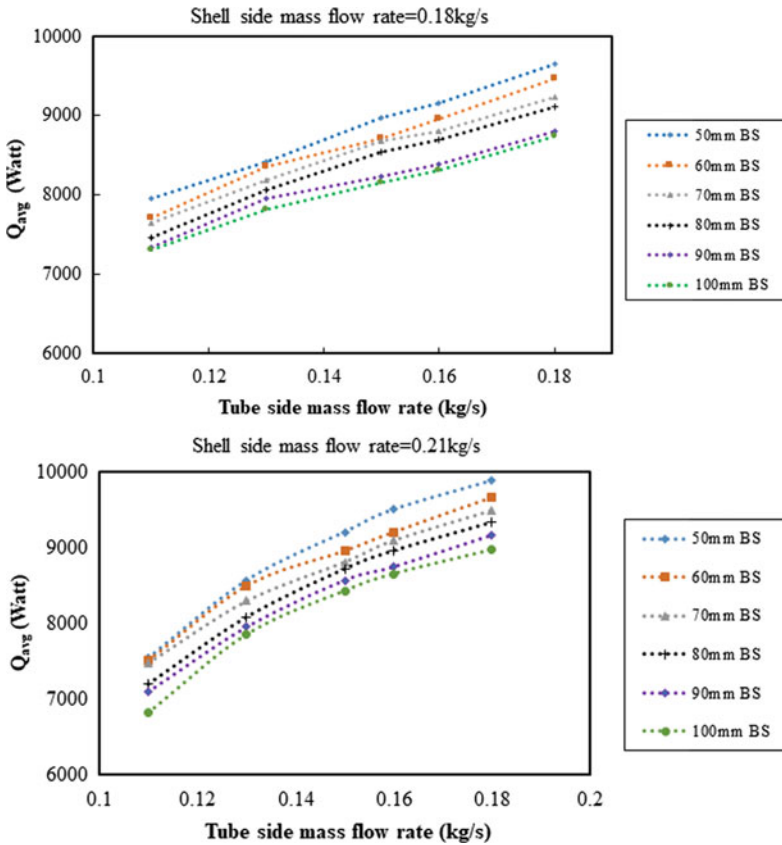 Shell side mass flow rate=0.18kg/s
10000
9000
8000
7000
6000
Qavg (Watt)
0.1 0.12 0.14 0.16 0.18
Tube side mass flow rate (kg/s)
50mm BS
60mm BS
70mm BS
80mm BS
90mm BS
100mm BS
Shell side mass flow rate=0.21kg/s
10000
9000
8000
7000
6000
Qavg (Watt)
0.1 0.12 0.14 0.16 0.18 0.2
Tube side mass flow rate (kg/s)
50mm BS
60mm BS
70mm BS
80mm BS
90mm BS
100mm BS